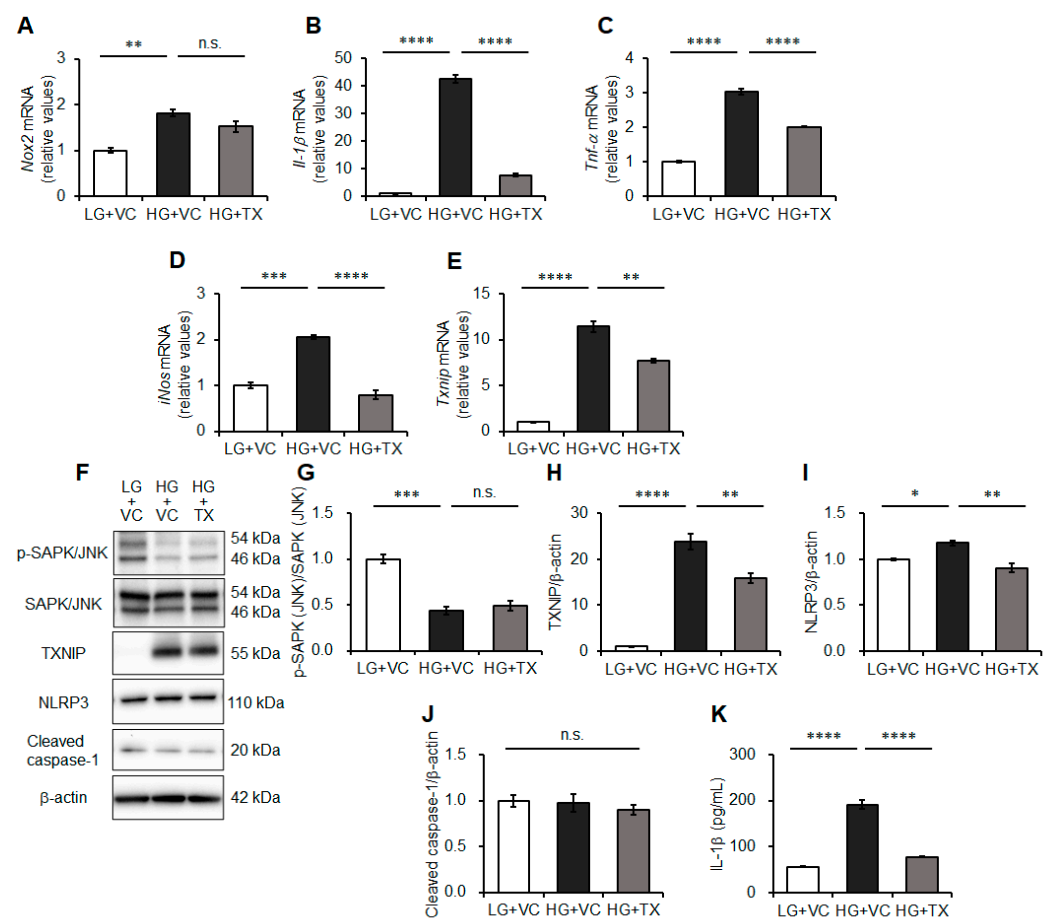 A
B
C
** n.s.
**** ****
**** ****
Nox2 mRNA
(relative values)
3
2
1
0
LG+VC HG+VC HG+TX
Il-1β mRNA
(relative values)
50
40
30
20
10
0
LG+VC HG+VC HG+TX
Tnf-α mRNA
(relative values)
4
3
2
1
0
LG+VC HG+VC HG+TX
D
E
*** ****
**** **
iNos mRNA
(relative values)
3
2
1
0
LG+VC HG+VC HG+TX
Txnip mRNA
(relative values)
15
10
5
0
LG+VC HG+VC HG+TX
F
LG
+
VC
HG
+
VC
HG
+
TX
p-SAPK/JNK
54 kDa
46 kDa
SAPK/JNK
54 kDa
46 kDa
TXNIP
55 kDa
NLRP3
110 kDa
Cleaved
caspase-1
20 kDa
β-actin
42 kDa
G
*** n.s.
p-SAPK (JNK)/SAPK (JNK)
1.5
1.0
0.5
0.0
LG+VC HG+VC HG+TX
H
**** **
TXNIP/β-actin
30
20
10
0
LG+VC HG+VC HG+TX
I
* **
NLRP3/β-actin
1.5
1.0
0.5
0.0
LG+VC HG+VC HG+TX
J
n.s.
Cleaved caspase-1/β-actin
1.5
1.0
0.5
0.0
LG+VC HG+VC HG+TX
K
**** ****
IL-1β (pg/mL)
300
200
100
0
LG+VC HG+VC HG+TX